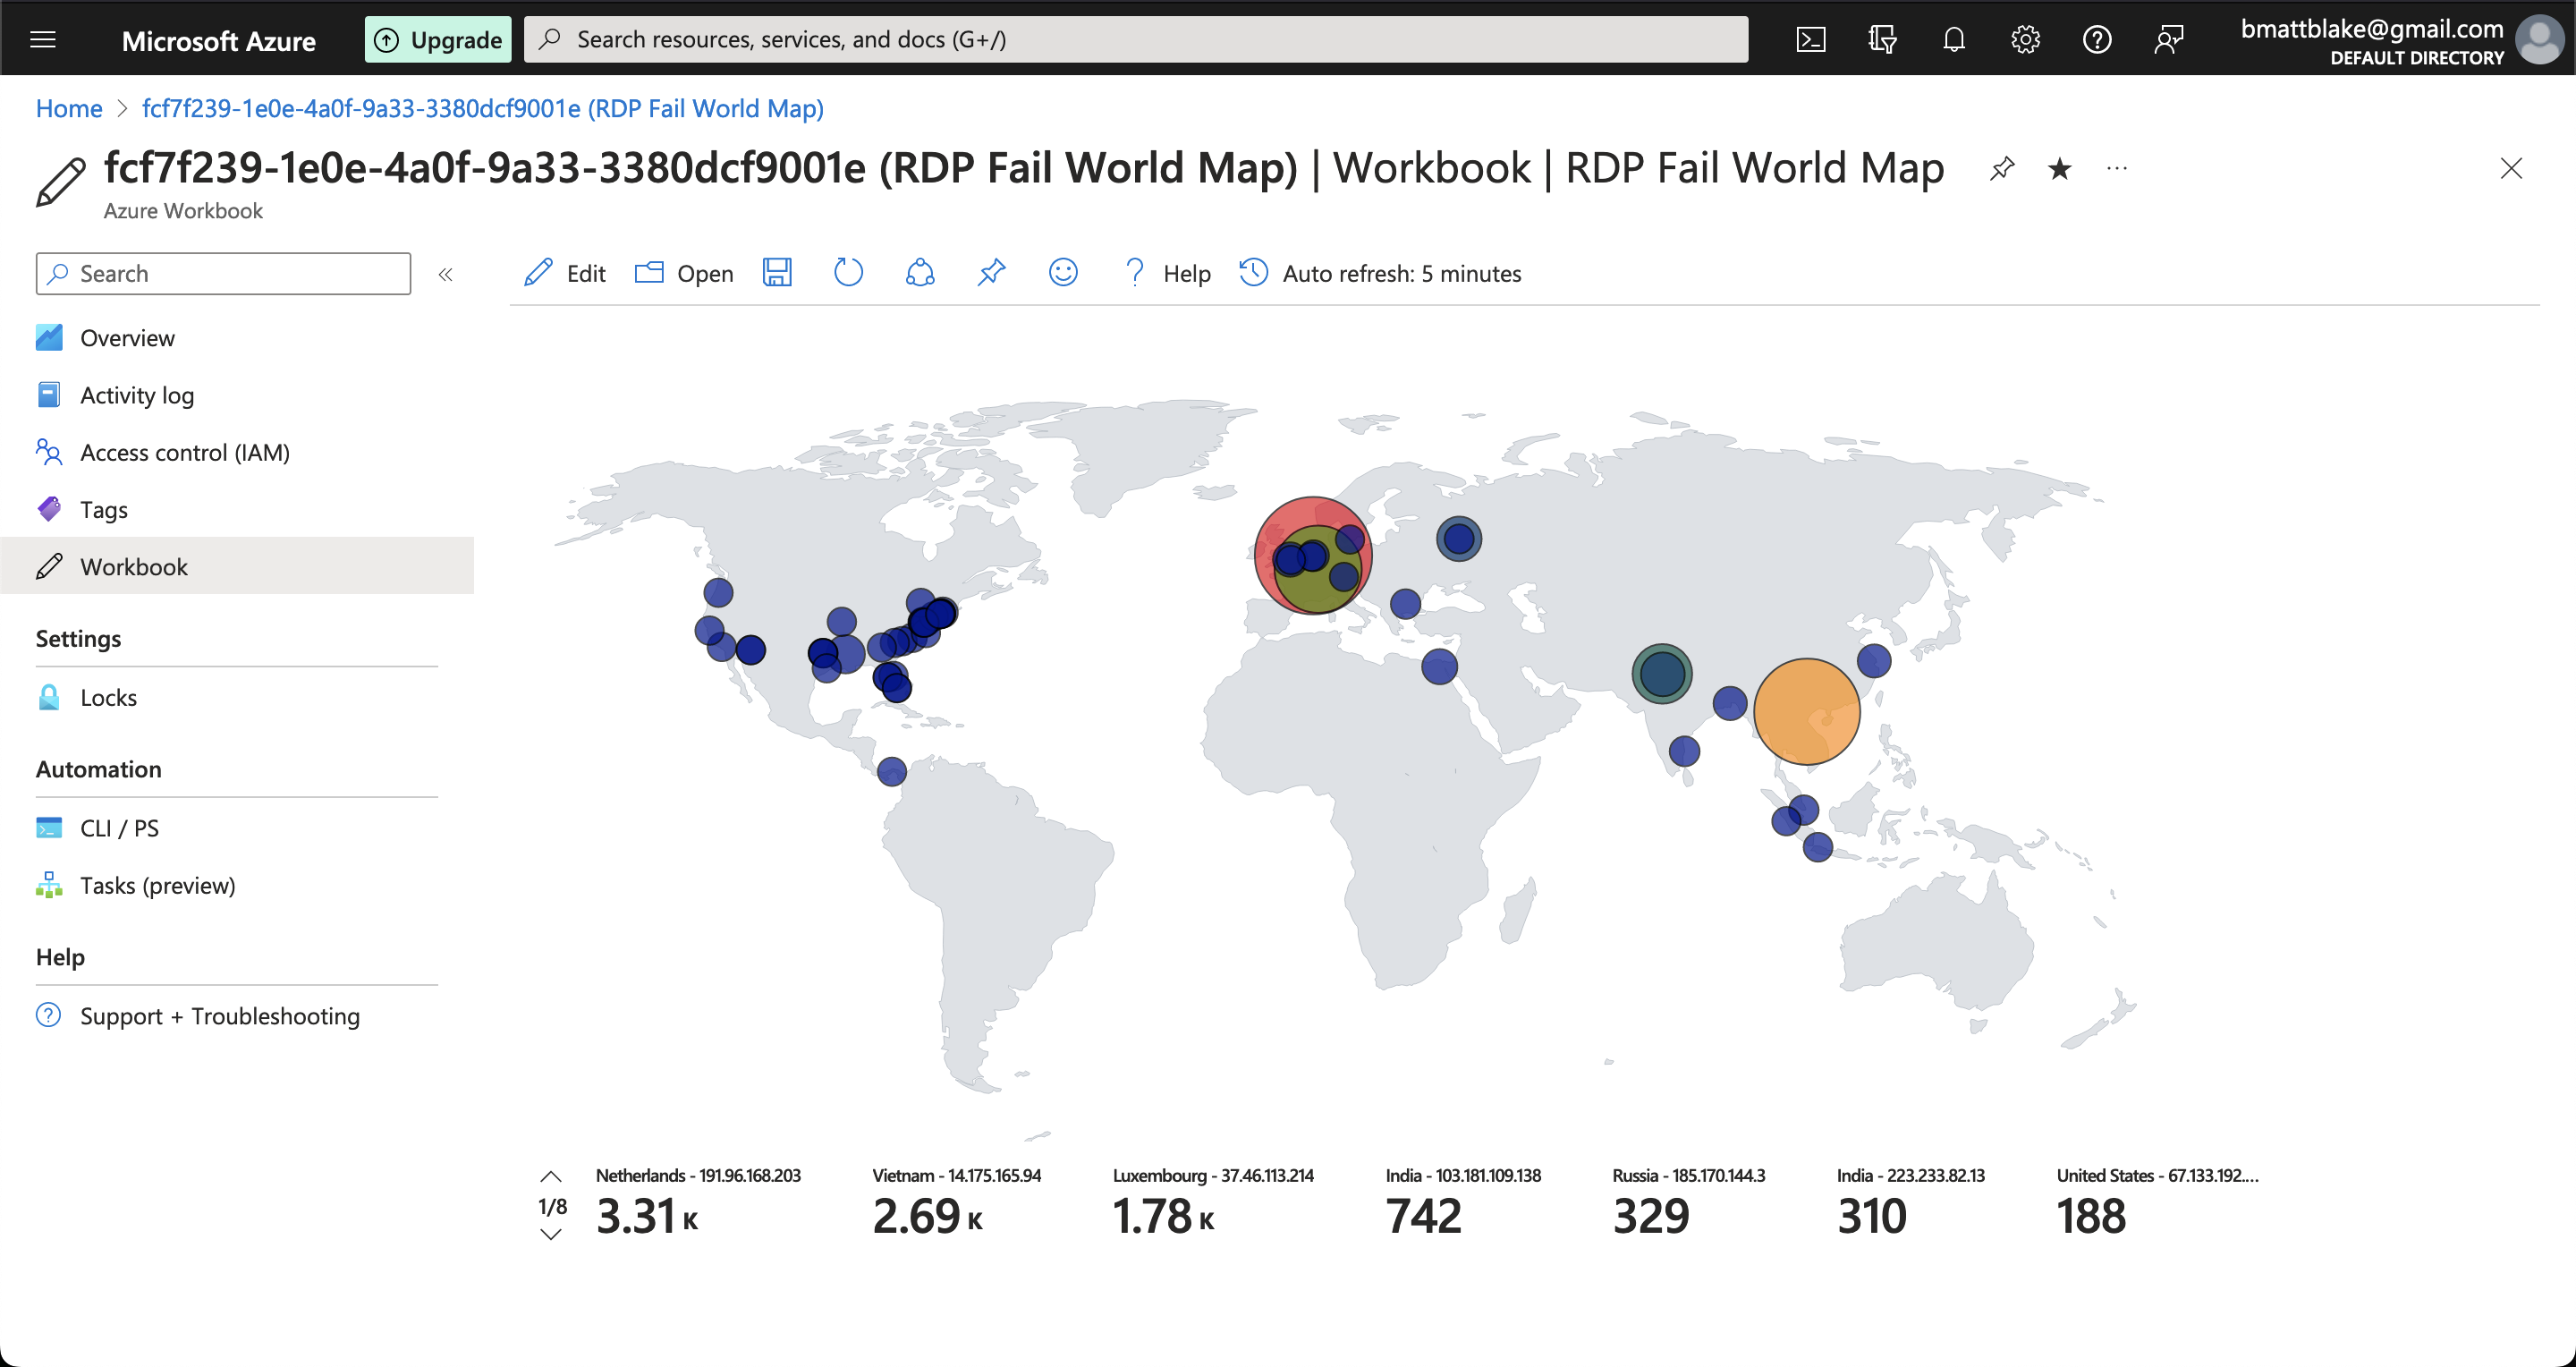 Microsoft Azure
Upgrade
Search resources, services, and docs (G+/)
bmattblake@gmail.com
DEFAULT DIRECTORY
Home > fcf7f239-1e0e-4a0f-9a33-3380dcf9001e (RDP Fail World Map)
fcf7f239-1e0e-4a0f-9a33-3380dcf9001e (RDP Fail World Map) | Workbook | RDP Fail World Map
Azure Workbook
Search
Edit
Open
Help
Auto refresh: 5 minutes
Overview
Activity log
Access control (IAM)
Tags
Workbook
Settings
Locks
Automation
CLI / PS
Tasks (preview)
Help
Support + Troubleshooting
1/8
Netherlands - 191.96.168.203
3.31 K
Vietnam - 14.175.165.94
2.69 K
Luxembourg - 37.46.113.214
1.78 K
India - 103.181.109.138
742
Russia - 185.170.144.3
329
India - 223.233.82.13
310
United States - 67.133.192....
188